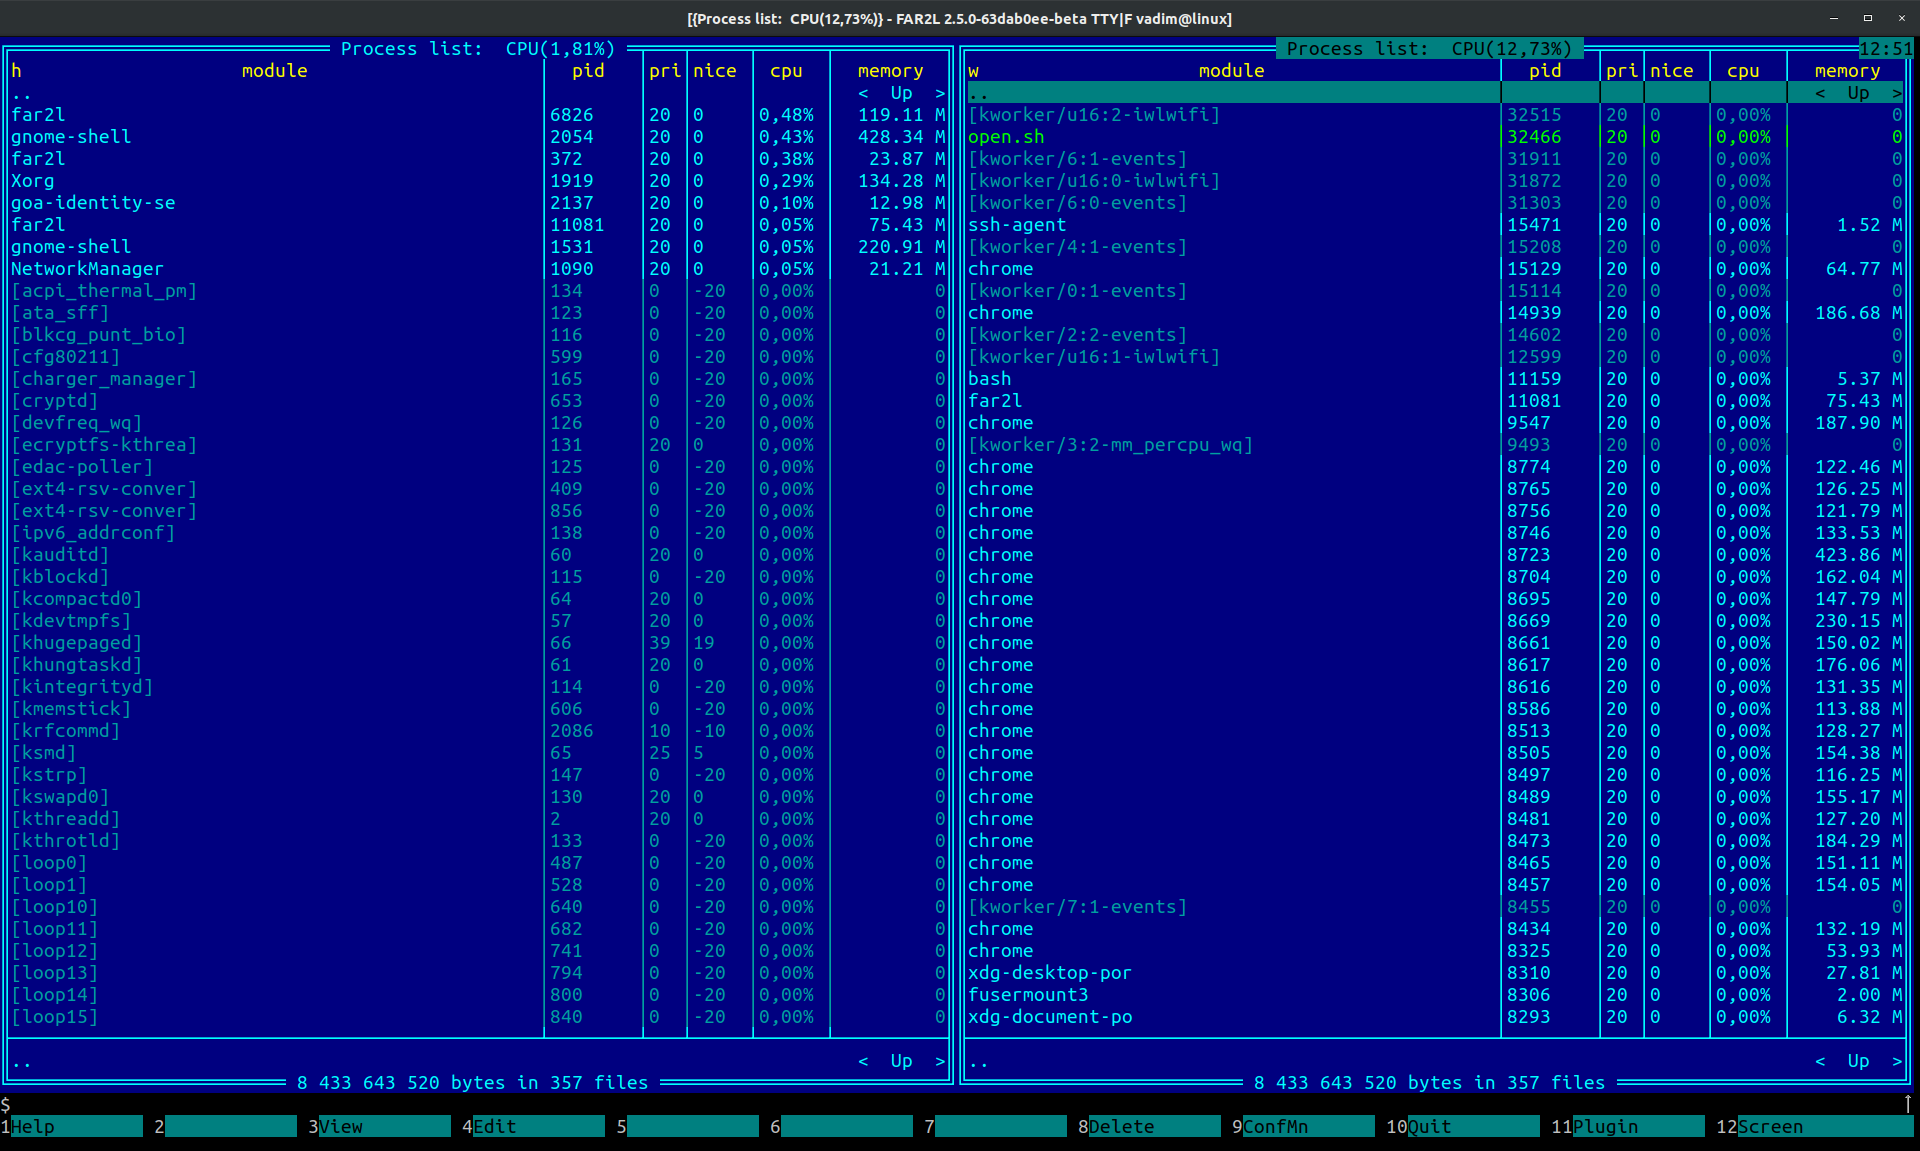 [{Process list:  CPU(12,73%)} - FAR2L 2.5.0-63dab0ee-beta TTY|F vadim@linux]
Process list:  CPU(1,81%)
h module pid pri nice cpu memory
.. < Up >
far2l 6826 20 0 0,48% 119.11 M
gnome-shell 2054 20 0 0,43% 428.34 M
far2l 372 20 0 0,38% 23.87 M
Xorg 1919 20 0 0,29% 134.28 M
goa-identity-se 2137 20 0 0,10% 12.98 M
far2l 11081 20 0 0,05% 75.43 M
gnome-shell 1531 20 0 0,05% 220.91 M
NetworkManager 1090 20 0 0,05% 21.21 M
[acpi_thermal_pm] 134 0 -20 0,00% 0
[ata_sff] 123 0 -20 0,00% 0
[blkcg_punt_bio] 116 0 -20 0,00% 0
[cfg80211] 599 0 -20 0,00% 0
[charger_manager] 165 0 -20 0,00% 0
[cryptd] 653 0 -20 0,00% 0
[devfreq_wq] 126 0 -20 0,00% 0
[ecryptfs-kthrea] 131 20 0 0,00% 0
[edac-poller] 125 0 -20 0,00% 0
[ext4-rsv-conver] 409 0 -20 0,00% 0
[ext4-rsv-conver] 856 0 -20 0,00% 0
[ipv6_addrconf] 138 0 -20 0,00% 0
[kauditd] 60 20 0 0,00% 0
[kblockd] 115 0 -20 0,00% 0
[kcompactd0] 64 20 0 0,00% 0
[kdevtmpfs] 57 20 0 0,00% 0
[khugepaged] 66 39 19 0,00% 0
[khungtaskd] 61 20 0 0,00% 0
[kintegrityd] 114 0 -20 0,00% 0
[kmemstick] 606 0 -20 0,00% 0
[krfcommd] 2086 10 -10 0,00% 0
[ksmd] 65 25 5 0,00% 0
[kstrp] 147 0 -20 0,00% 0
[kswapd0] 130 20 0 0,00% 0
[kthreadd] 2 20 0 0,00% 0
[kthrotld] 133 0 -20 0,00% 0
[loop0] 487 0 -20 0,00% 0
[loop1] 528 0 -20 0,00% 0
[loop10] 640 0 -20 0,00% 0
[loop11] 682 0 -20 0,00% 0
[loop12] 741 0 -20 0,00% 0
[loop13] 794 0 -20 0,00% 0
[loop14] 800 0 -20 0,00% 0
[loop15] 840 0 -20 0,00% 0
.. < Up >
8 433 643 520 bytes in 357 files
Process list:  CPU(12,73%) 12:51
w module pid pri nice cpu memory
.. < Up >
[kworker/u16:2-iwlwifi] 32515 20 0 0,00% 0
open.sh 32466 20 0 0,00% 0
[kworker/6:1-events] 31911 20 0 0,00% 0
[kworker/u16:0-iwlwifi] 31872 20 0 0,00% 0
[kworker/6:0-events] 31303 20 0 0,00% 0
ssh-agent 15471 20 0 0,00% 1.52 M
[kworker/4:1-events] 15208 20 0 0,00% 0
chrome 15129 20 0 0,00% 64.77 M
[kworker/0:1-events] 15114 20 0 0,00% 0
chrome 14939 20 0 0,00% 186.68 M
[kworker/2:2-events] 14602 20 0 0,00% 0
[kworker/u16:1-iwlwifi] 12599 20 0 0,00% 0
bash 11159 20 0 0,00% 5.37 M
far2l 11081 20 0 0,00% 75.43 M
chrome 9547 20 0 0,00% 187.90 M
[kworker/3:2-mm_percpu_wq] 9493 20 0 0,00% 0
chrome 8774 20 0 0,00% 122.46 M
chrome 8765 20 0 0,00% 126.25 M
chrome 8756 20 0 0,00% 121.79 M
chrome 8746 20 0 0,00% 133.53 M
chrome 8723 20 0 0,00% 423.86 M
chrome 8704 20 0 0,00% 162.04 M
chrome 8695 20 0 0,00% 147.79 M
chrome 8669 20 0 0,00% 230.15 M
chrome 8661 20 0 0,00% 150.02 M
chrome 8617 20 0 0,00% 176.06 M
chrome 8616 20 0 0,00% 131.35 M
chrome 8586 20 0 0,00% 113.88 M
chrome 8513 20 0 0,00% 128.27 M
chrome 8505 20 0 0,00% 154.38 M
chrome 8497 20 0 0,00% 116.25 M
chrome 8489 20 0 0,00% 155.17 M
chrome 8481 20 0 0,00% 127.20 M
chrome 8473 20 0 0,00% 184.29 M
chrome 8465 20 0 0,00% 151.11 M
chrome 8457 20 0 0,00% 154.05 M
[kworker/7:1-events] 8455 20 0 0,00% 0
chrome 8434 20 0 0,00% 132.19 M
chrome 8325 20 0 0,00% 53.93 M
xdg-desktop-por 8310 20 0 0,00% 27.81 M
fusermount3 8306 20 0 0,00% 2.00 M
xdg-document-po 8293 20 0 0,00% 6.32 M
.. < Up >
8 433 643 520 bytes in 357 files
$ ↑
1Help 2 3View 4Edit 5 6 7 8Delete 9ConfMn 10Quit 11Plugin 12Screen